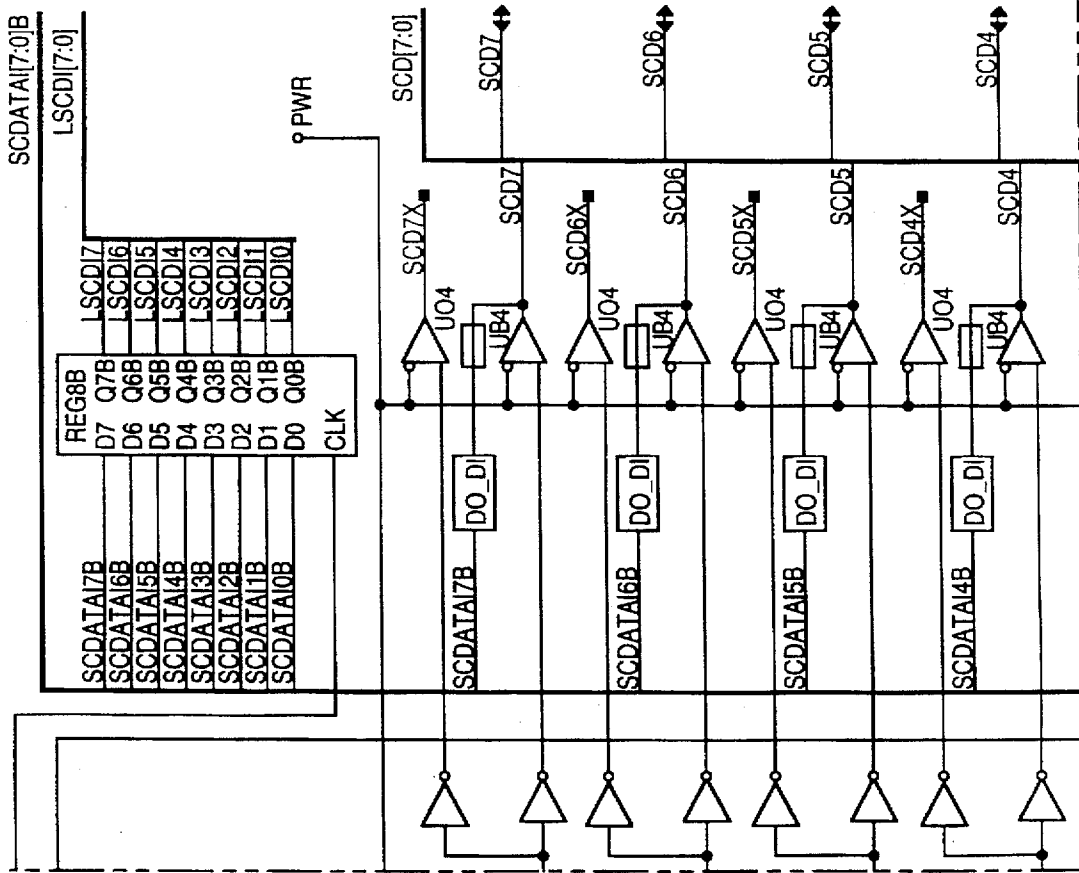 SCDATAI[7:0]B
LSCDI[7:0]
SCDATAI7B
SCDATAI6B
SCDATAI5B
SCDATAI4B
SCDATAI3B
SCDATAI2B
SCDATAI1B
SCDATAI0B
REG8B
D7 Q7B
D6 Q6B
D5 Q5B
D4 Q4B
D3 Q3B
D2 Q2B
D1 Q1B
D0 Q0B
CLK
LSCDI7
LSCDI6
LSCDI5
LSCDI4
LSCDI3
LSCDI2
LSCDI1
LSCDI0
PWR
SCD[7:0]
SCD7X
UO4
SCDATAI7B
DO_DI
UB4
SCD7
SCD7
SCD6X
UO4
SCDATAI6B
DO_DI
UB4
SCD6
SCD6
SCD5X
UO4
SCDATAI5B
DO_DI
UB4
SCD5
SCD5
SCD4X
UO4
SCDATAI4B
DO_DI
UB4
SCD4
SCD4